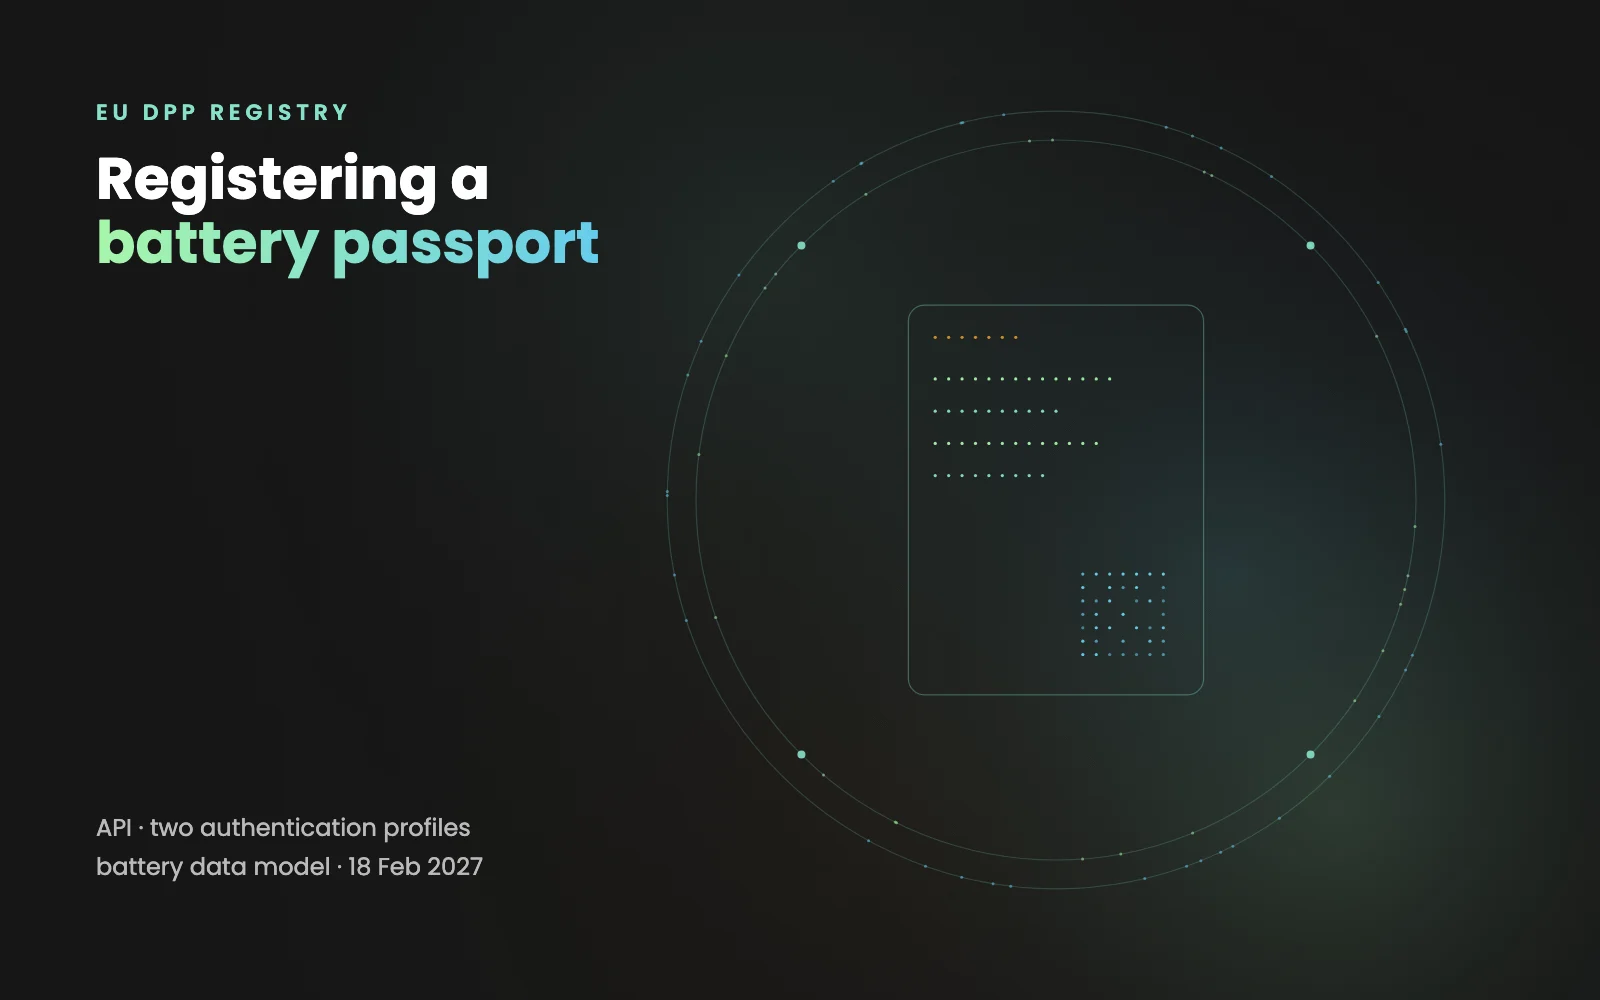 EU DPP REGISTRY
Registering a
battery passport
API · two authentication profiles
battery data model · 18 Feb 2027